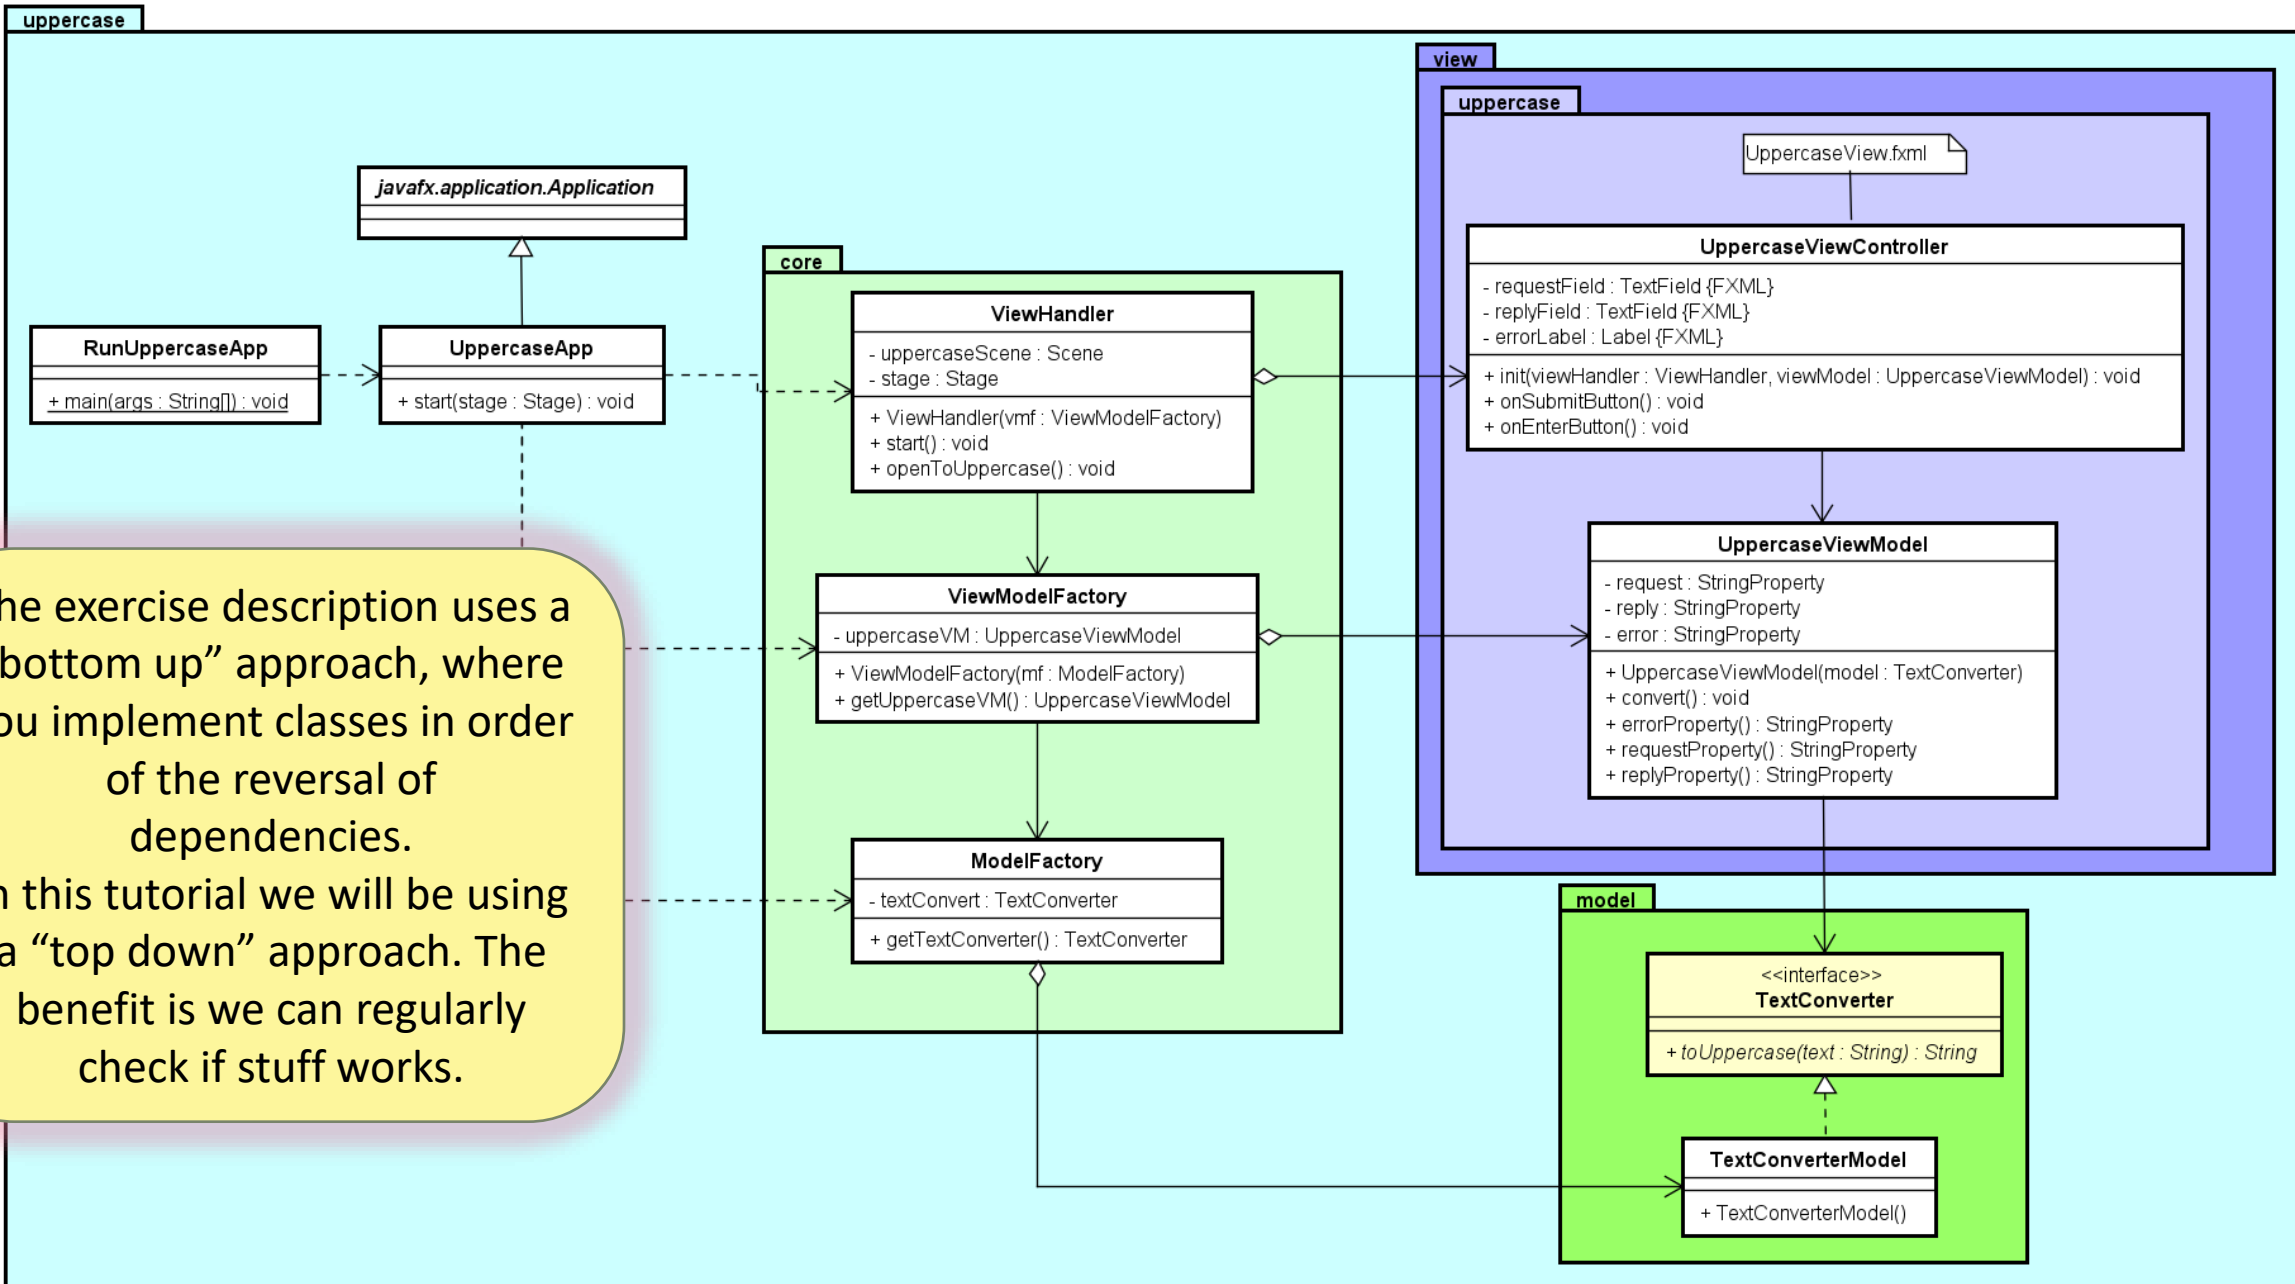 uppercase
view
uppercase
UppercaseView.fxml
javafx.application.Application
UppercaseViewController
- requestField : TextField {FXML}
- replyField : TextField {FXML}
- errorLabel : Label {FXML}
+ init(viewHandler : ViewHandler, viewModel : UppercaseViewModel) : void
+ onSubmitButton() : void
+ onEnterButton() : void
core
ViewHandler
- uppercaseScene : Scene
- stage : Stage
+ ViewHandler(vmf : ViewModelFactory)
+ start() : void
+ openToUppercase() : void
RunUppercaseApp
+ main(args : String[]) : void
UppercaseApp
+ start(stage : Stage) : void
UppercaseViewModel
- request : StringProperty
- reply : StringProperty
- error : StringProperty
+ UppercaseViewModel(model : TextConverter)
+ convert() : void
+ errorProperty() : StringProperty
+ requestProperty() : StringProperty
+ replyProperty() : StringProperty
ViewModelFactory
- uppercaseVM : UppercaseViewModel
+ ViewModelFactory(mf : ModelFactory)
+ getUppercaseVM() : UppercaseViewModel
he exercise description uses a
bottom up” approach, where
ou implement classes in order
of the reversal of
dependencies.
n this tutorial we will be using
a “top down” approach. The
benefit is we can regularly
check if stuff works.
ModelFactory
- textConvert : TextConverter
+ getTextConverter() : TextConverter
model
<<interface>>
TextConverter
+ toUppercase(text : String) : String
TextConverterModel
+ TextConverterModel()